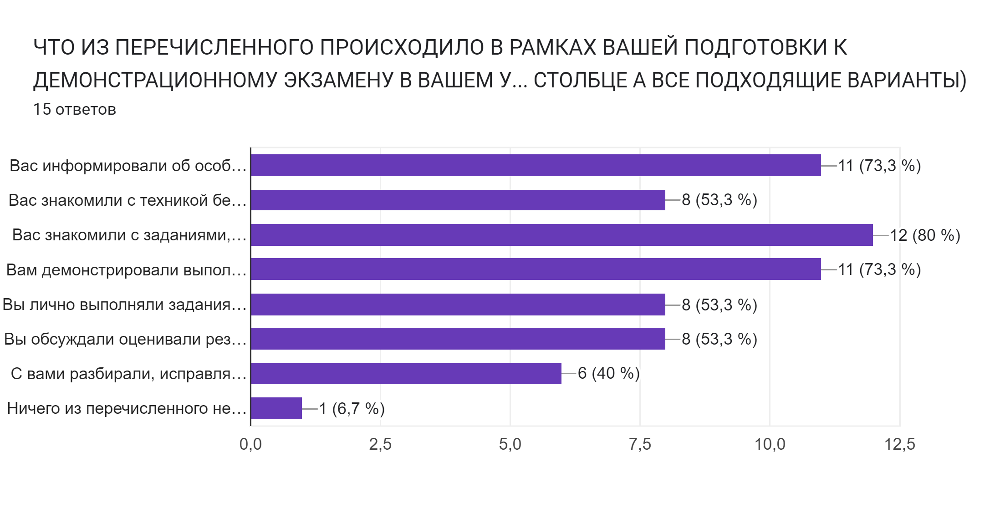 ЧТО ИЗ ПЕРЕЧИСЛЕННОГО ПРОИСХОДИЛО В РАМКАХ ВАШЕЙ ПОДГОТОВКИ К
ДЕМОНСТРАЦИОННОМУ ЭКЗАМЕНУ В ВАШЕМ У... СТОЛБЦЕ А ВСЕ ПОДХОДЯЩИЕ ВАРИАНТЫ)
15 ответов
Вас информировали об особ… 11 (73,3 %)
Вас знакомили с техникой бе… 8 (53,3 %)
Вас знакомили с заданиями,… 12 (80 %)
Вам демонстрировали выпол… 11 (73,3 %)
Вы лично выполняли задания… 8 (53,3 %)
Вы обсуждали оценивали рез… 8 (53,3 %)
С вами разбирали, исправля… 6 (40 %)
Ничего из перечисленного не… 1 (6,7 %)
0,0 2,5 5,0 7,5 10,0 12,5